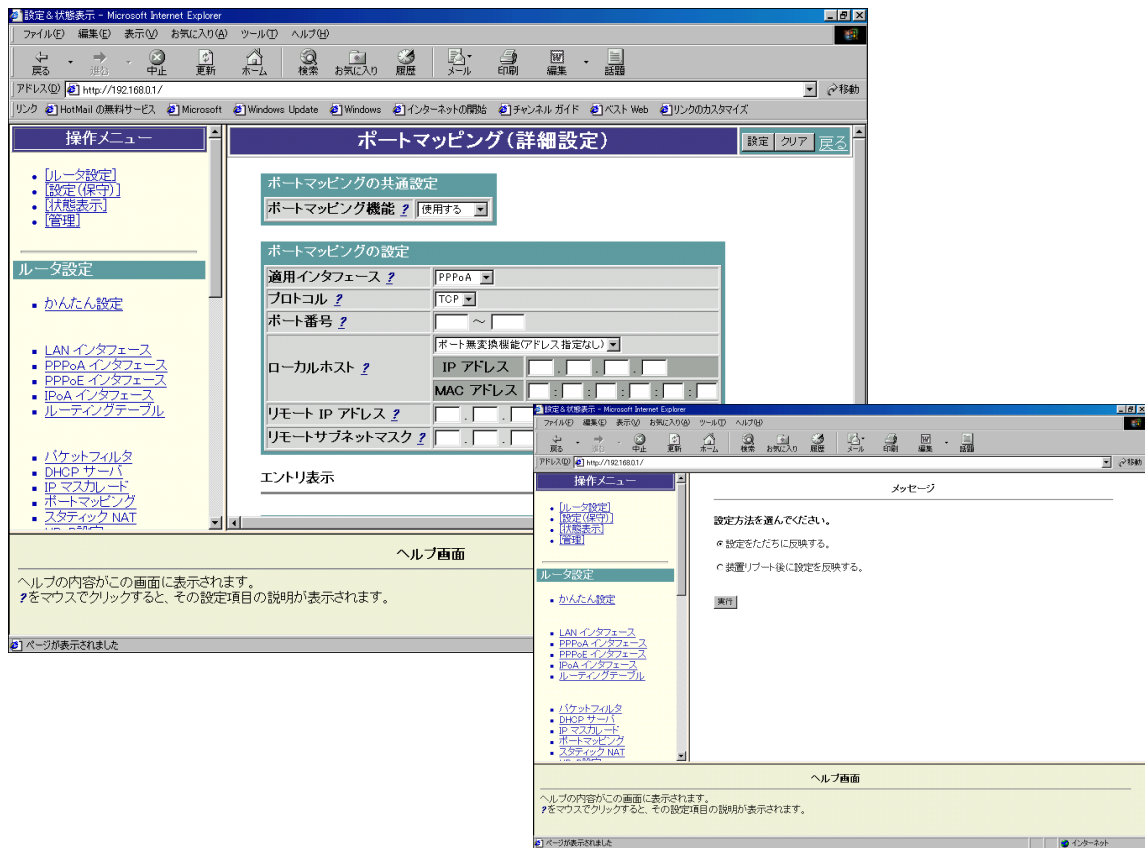 設定＆状態表示 - Microsoft Internet Explorer
ファイル(F) 編集(E) 表示(V) お気に入り(A) ツール(T) ヘルプ(H)
戻る 進む 中止 更新 ホーム 検索 お気に入り 履歴 メール 印刷 編集 話題
アドレス(D) http://192.168.0.1/ 移動
リンク HotMail の無料サービス Microsoft Windows Update Windows インターネットの開始 チャンネル ガイド ベスト Web リンクのカスタマイズ
操作メニュー
[ルータ設定]
[設定(保守)]
[状態表示]
[管理]
ルータ設定
かんたん設定
LAN インタフェース
PPPoA インタフェース
PPPoE インタフェース
IPoA インタフェース
ルーティングテーブル
パケットフィルタ
DHCP サーバ
IP マスカレード
ポートマッピング
スタティック NAT
ポートマッピング(詳細設定)
設定 クリア 戻る
ポートマッピングの共通設定
ポートマッピング機能 ? 使用する
ポートマッピングの設定
適用インタフェース ? PPPoA
プロトコル ? TCP
ポート番号 ? ～
ローカルホスト ? ポート無変換機能(アドレス指定なし)
IP アドレス . . .
MAC アドレス : : : : :
リモート IP アドレス ? . .
リモートサブネットマスク ? . .
エントリ表示
ヘルプ画面
ヘルプの内容がこの画面に表示されます。
?をマウスでクリックすると、その設定項目の説明が表示されます。
ページが表示されました
設定＆状態表示 - Microsoft Internet Explorer
ファイル(F) 編集(E) 表示(V) お気に入り(A) ツール(T) ヘルプ(H)
戻る 進む 中止 更新 ホーム 検索 お気に入り 履歴 メール 印刷 編集 話題
アドレス(D) http://192.168.0.1/ 移動
操作メニュー
[ルータ設定]
[設定(保守)]
[状態表示]
[管理]
ルータ設定
かんたん設定
LAN インタフェース
PPPoA インタフェース
PPPoE インタフェース
IPoA インタフェース
ルーティングテーブル
パケットフィルタ
DHCP サーバ
IP マスカレード
ポートマッピング
スタティック NAT
メッセージ
設定方法を選んでください。
設定をただちに反映する。
装置リブート後に設定を反映する。
実行
ヘルプ画面
ヘルプの内容がこの画面に表示されます。
?をマウスでクリックすると、その設定項目の説明が表示されます。
ページが表示されました インターネット